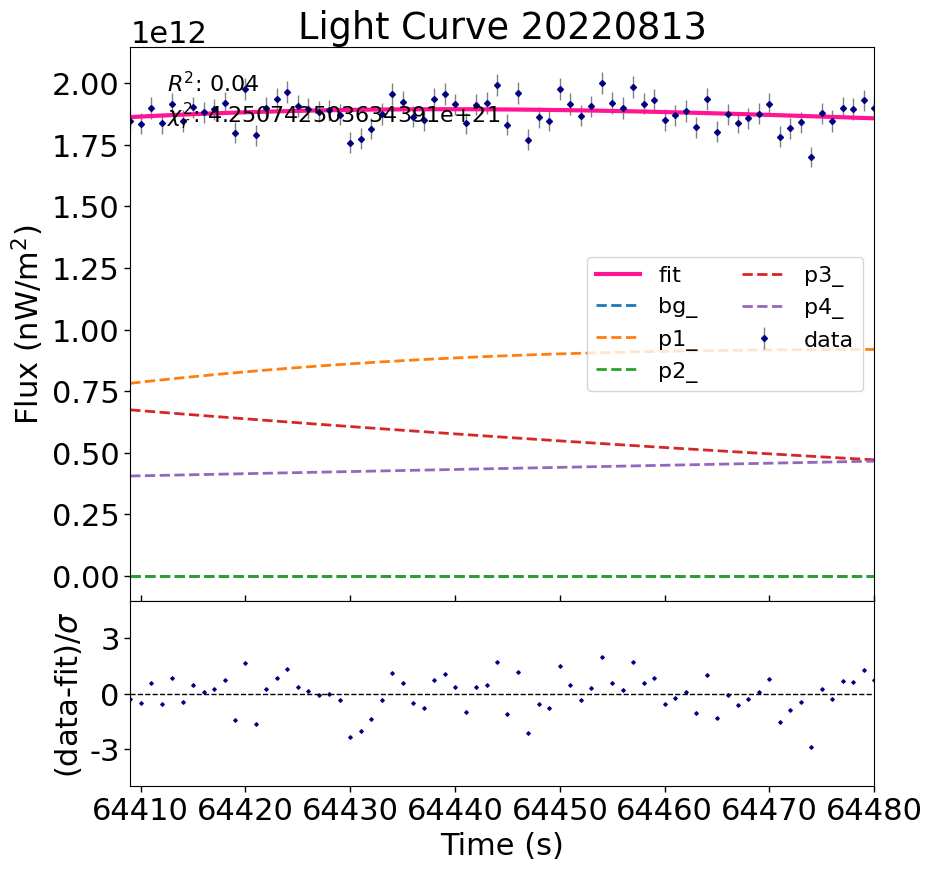 Light Curve 20220813
1e12
R²: 0.04
χ²: 4.250742503634391e+21
2.00
1.75
1.50
1.25
1.00
0.75
0.50
0.25
0.00
Flux (nW/m²)
fit
bg_
p1_
p2_
p3_
p4_
data
3
0
-3
(data-fit)/σ
64410 64420 64430 64440 64450 64460 64470 64480
Time (s)